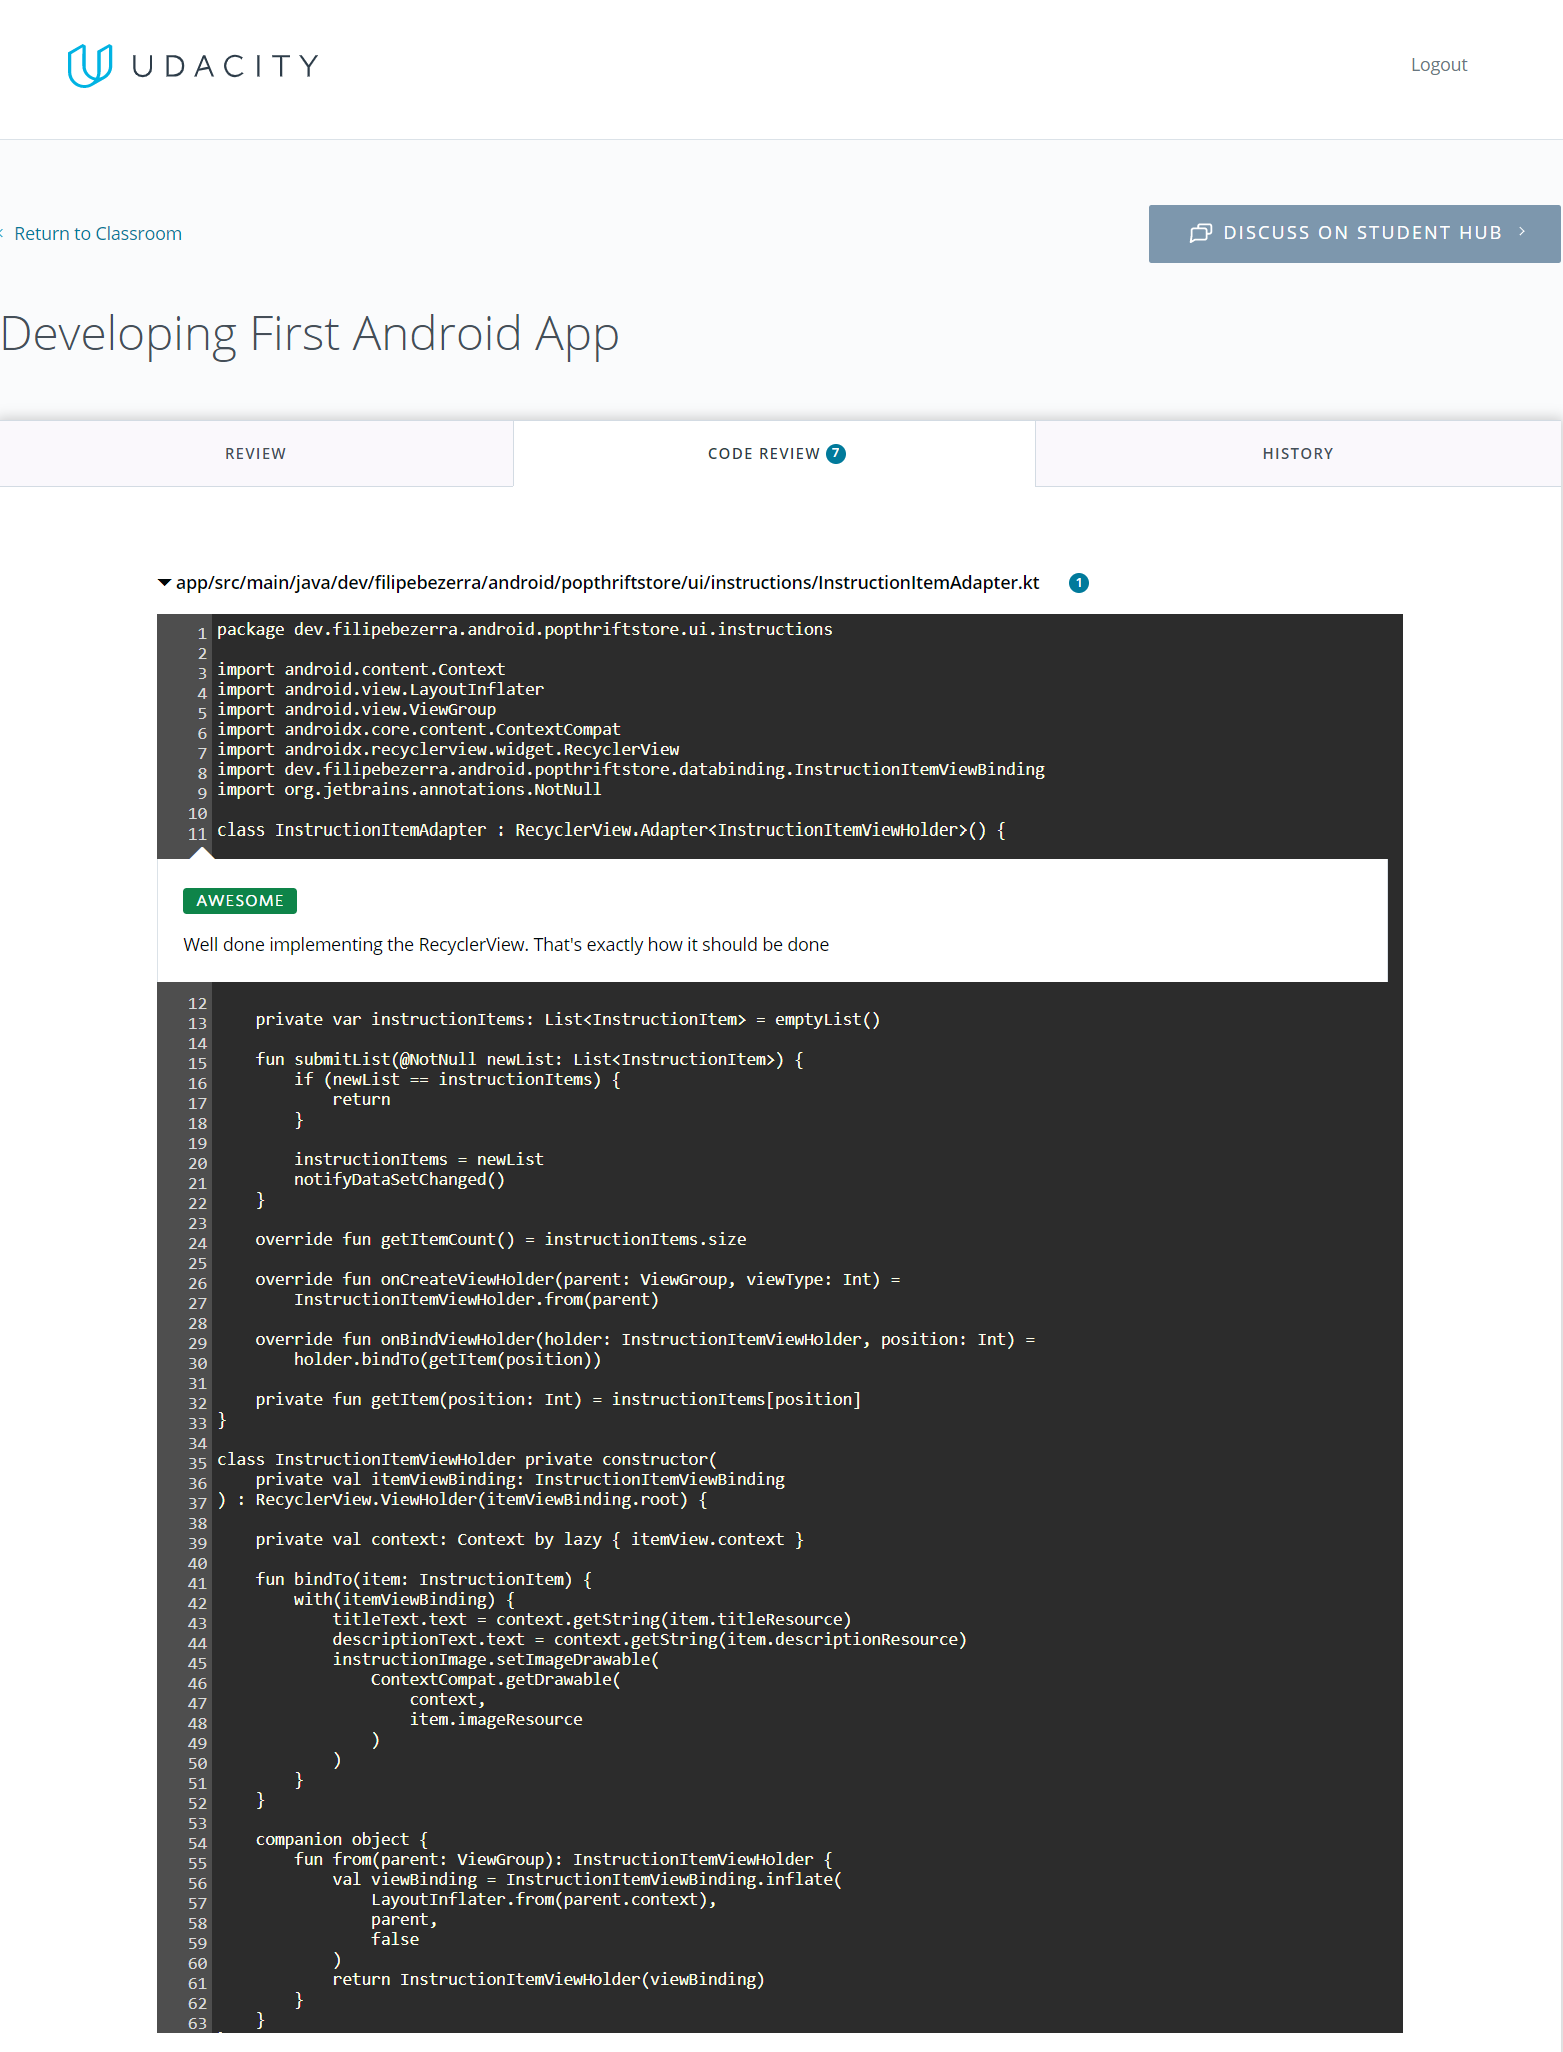 UDACITY
Logout
Return to Classroom
DISCUSS ON STUDENT HUB
Developing First Android App
REVIEW
CODE REVIEW 7
HISTORY
app/src/main/java/dev/filipebezerra/android/popthriftstore/ui/instructions/InstructionItemAdapter.kt 1
1 package dev.filipebezerra.android.popthriftstore.ui.instructions
2
3 import android.content.Context
4 import android.view.LayoutInflater
5 import android.view.ViewGroup
6 import androidx.core.content.ContextCompat
7 import androidx.recyclerview.widget.RecyclerView
8 import dev.filipebezerra.android.popthriftstore.databinding.InstructionItemViewBinding
9 import org.jetbrains.annotations.NotNull
10
11 class InstructionItemAdapter : RecyclerView.Adapter<InstructionItemViewHolder>() {
AWESOME
Well done implementing the RecyclerView. That's exactly how it should be done
12
13     private var instructionItems: List<InstructionItem> = emptyList()
14
15     fun submitList(@NotNull newList: List<InstructionItem>) {
16         if (newList == instructionItems) {
17             return
18         }
19
20         instructionItems = newList
21         notifyDataSetChanged()
22     }
23
24     override fun getItemCount() = instructionItems.size
25
26     override fun onCreateViewHolder(parent: ViewGroup, viewType: Int) =
27         InstructionItemViewHolder.from(parent)
28
29     override fun onBindViewHolder(holder: InstructionItemViewHolder, position: Int) =
30         holder.bindTo(getItem(position))
31
32     private fun getItem(position: Int) = instructionItems[position]
33 }
34
35 class InstructionItemViewHolder private constructor(
36     private val itemViewBinding: InstructionItemViewBinding
37 ) : RecyclerView.ViewHolder(itemViewBinding.root) {
38
39     private val context: Context by lazy { itemView.context }
40
41     fun bindTo(item: InstructionItem) {
42         with(itemViewBinding) {
43             titleText.text = context.getString(item.titleResource)
44             descriptionText.text = context.getString(item.descriptionResource)
45             instructionImage.setImageDrawable(
46                 ContextCompat.getDrawable(
47                     context,
48                     item.imageResource
49                 )
50             )
51         }
52     }
53
54     companion object {
55         fun from(parent: ViewGroup): InstructionItemViewHolder {
56             val viewBinding = InstructionItemViewBinding.inflate(
57                 LayoutInflater.from(parent.context),
58                 parent,
59                 false
60             )
61             return InstructionItemViewHolder(viewBinding)
62         }
63     }